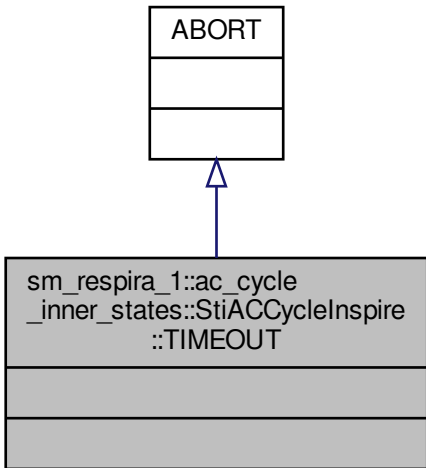 ABORT
sm_respira_1::ac_cycle
_inner_states::StiACCycleInspire
::TIMEOUT